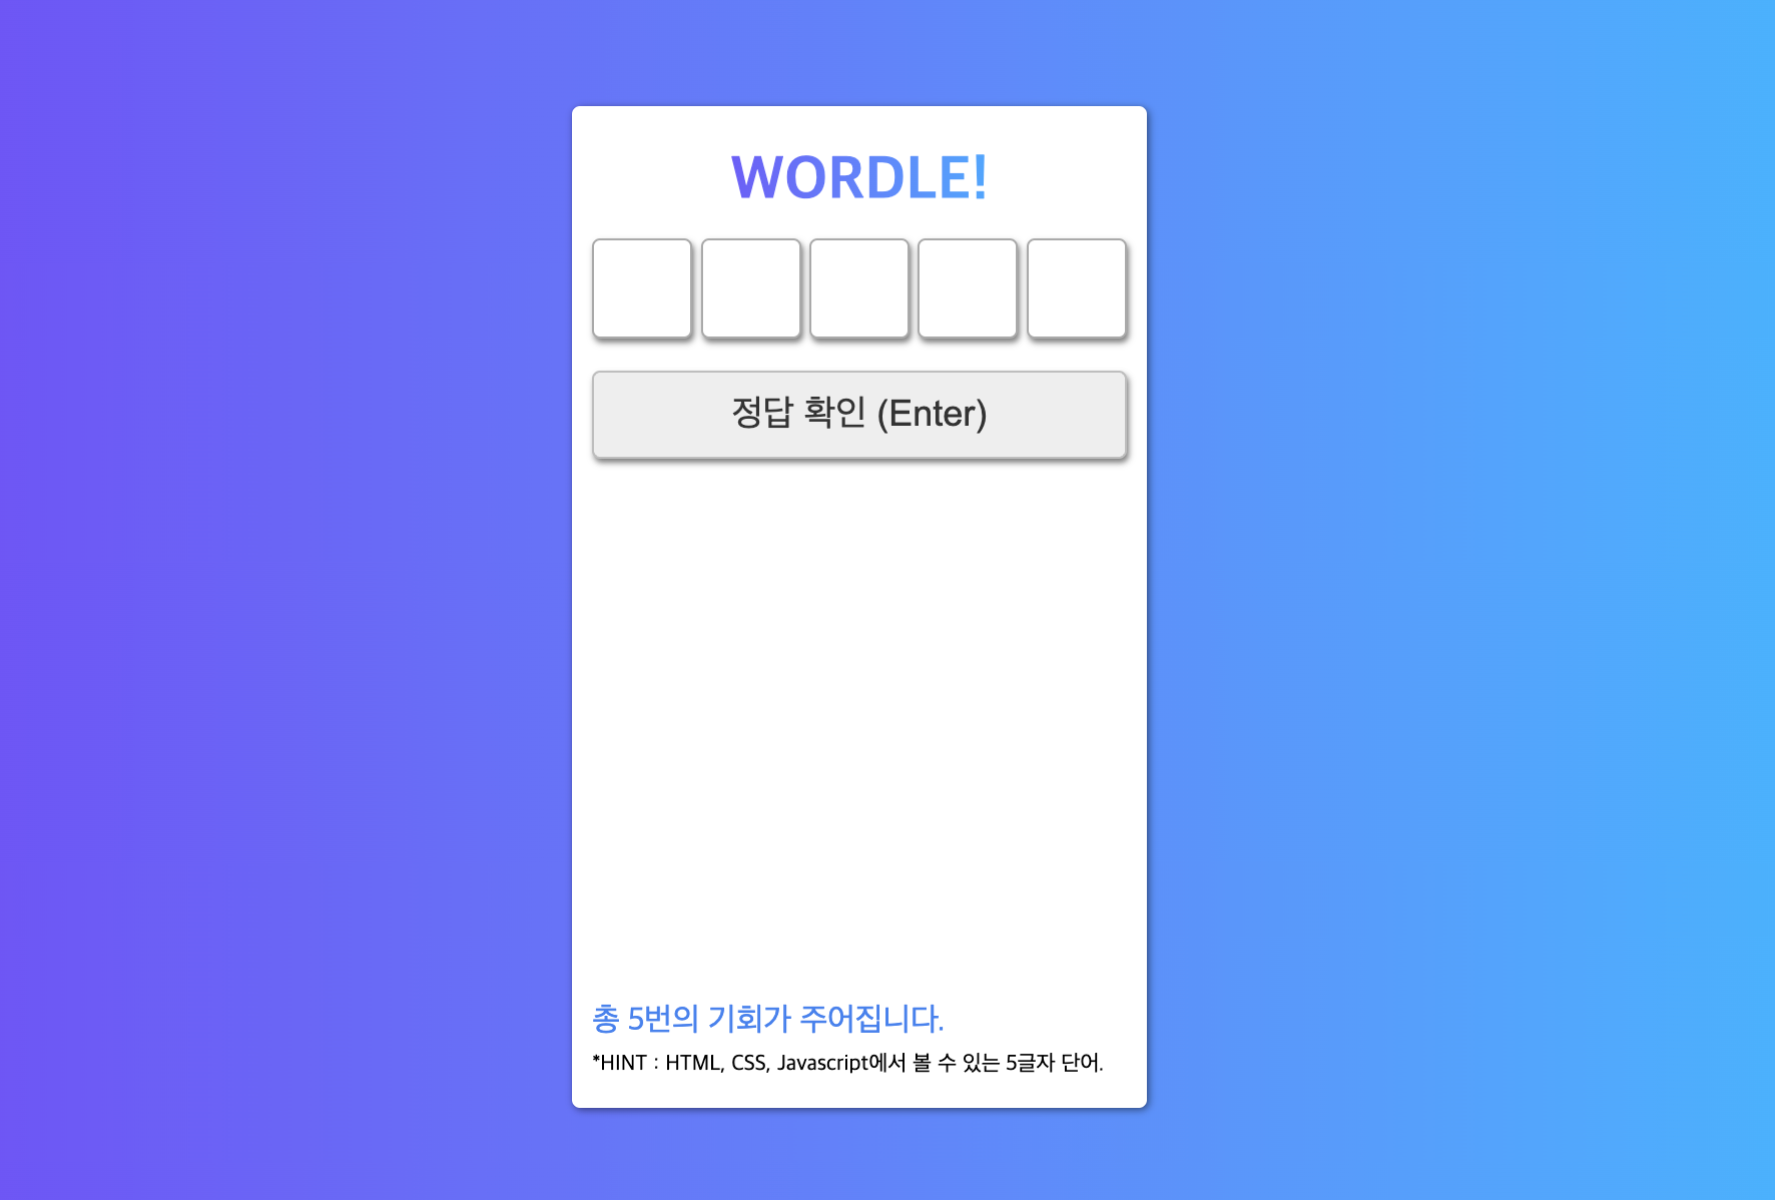 WORDLE!
정답 확인 (Enter)
총 5번의 기회가 주어집니다.
*HINT : HTML, CSS, Javascript에서 볼 수 있는 5글자 단어.